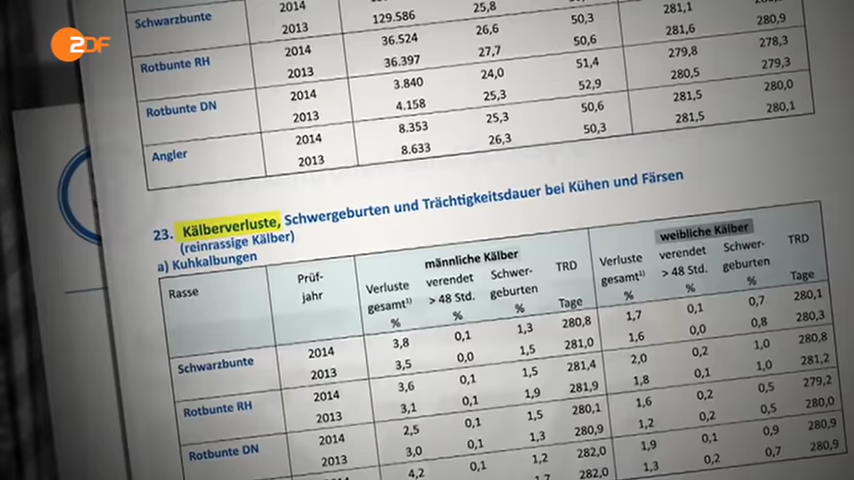 2DF
2014
Schwarzbunte 2013 129.586 25,8 281,1
Rotbunte RH 2014 36.524 26,6 50,3 281,6 280,9
2013 36.397 27,7 50,6 279,8 278,3
Rotbunte DN 2014 3.840 24,0 51,4 280,5 279,3
2013 4.158 25,3 52,9 281,5 280,0
Angler 2014 8.353 25,3 50,6 281,5 280,1
2013 8.633 26,3 50,3
23. Kälberverluste, Schwergeburten und Trächtigkeitsdauer bei Kühen und Färsen
(reinrassige Kälber)
a) Kuhkalbungen
männliche Kälber weibliche Kälber
Rasse Prüf- Verluste verendet Schwer- TRD Verluste verendet Schwer- TRD
jahr gesamt¹⁾ > 48 Std. geburten gesamt¹⁾ > 48 Std. geburten
% % % Tage % % % Tage
Schwarzbunte 2014 3,8 0,1 1,3 280,8 1,7 0,1 0,7 280,1
2013 3,5 0,0 1,5 281,0 1,6 0,0 0,8 280,3
Rotbunte RH 2014 3,6 0,1 1,5 281,4 2,0 0,2 1,0 280,8
2013 3,1 0,1 1,9 281,9 1,8 0,1 1,0 281,2
Rotbunte DN 2014 2,5 0,1 1,5 280,1 1,6 0,2 0,5 279,2
2013 3,0 0,1 1,3 280,9 1,2 0,2 0,5 280,0
4,2 0,1 1,2 282,0 1,9 0,1 0,9 280,9
1,7 282,0 1,3 0,2 0,7 280,9